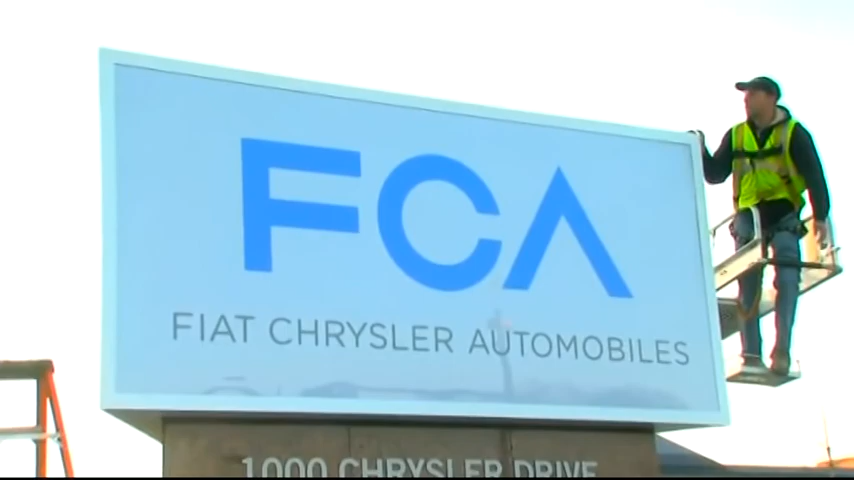 FCA
FIAT CHRYSLER AUTOMOBILES
1000 CHRYSLER DRIVE